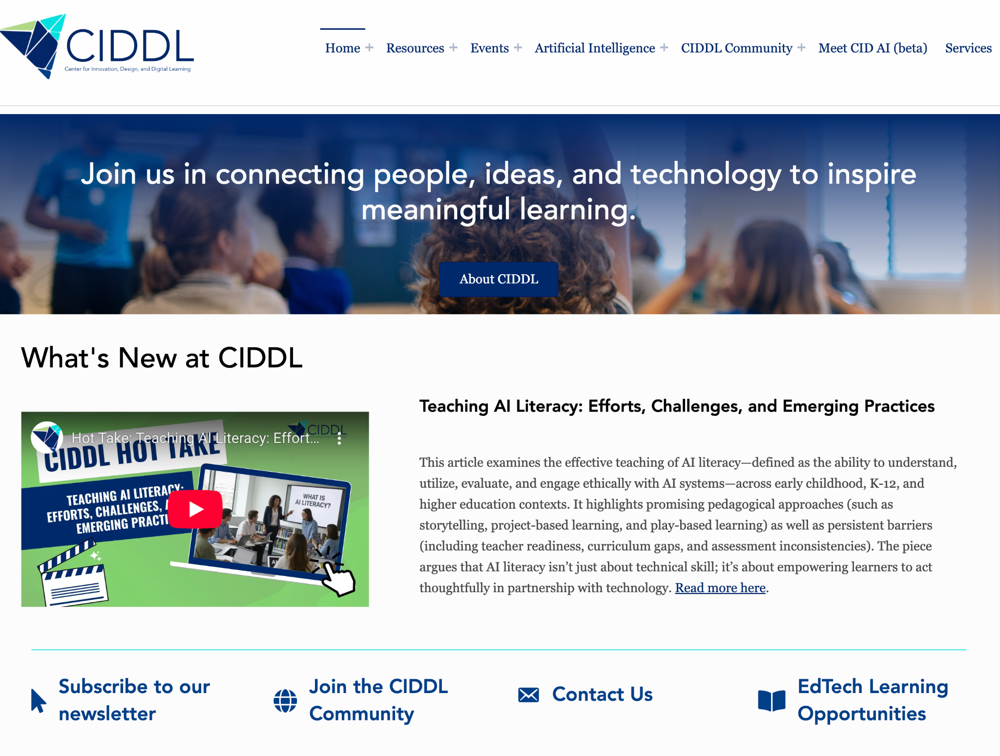 CIDDL
Center for Innovation, Design, and Digital Learning
Home + Resources + Events + Artificial Intelligence + CIDDL Community + Meet CID AI (beta) Services
Join us in connecting people, ideas, and technology to inspire
meaningful learning.
About CIDDL
What's New at CIDDL
Hot Take: Teaching AI Literacy: Effort...
CIDDL
CIDDL HOT TAKE
TEACHING AI LITERACY:
EFFORTS, CHALLENGES,
EMERGING
WHAT IS
AI LITERACY?
Teaching AI Literacy: Efforts, Challenges, and Emerging Practices
This article examines the effective teaching of AI literacy—defined as the ability to understand,
utilize, evaluate, and engage ethically with AI systems—across early childhood, K-12, and
higher education contexts. It highlights promising pedagogical approaches (such as
storytelling, project-based learning, and play-based learning) as well as persistent barriers
(including teacher readiness, curriculum gaps, and assessment inconsistencies). The piece
argues that AI literacy isn’t just about technical skill; it’s about empowering learners to act
thoughtfully in partnership with technology. Read more here.
Subscribe to our
newsletter
Join the CIDDL
Community
Contact Us
EdTech Learning
Opportunities